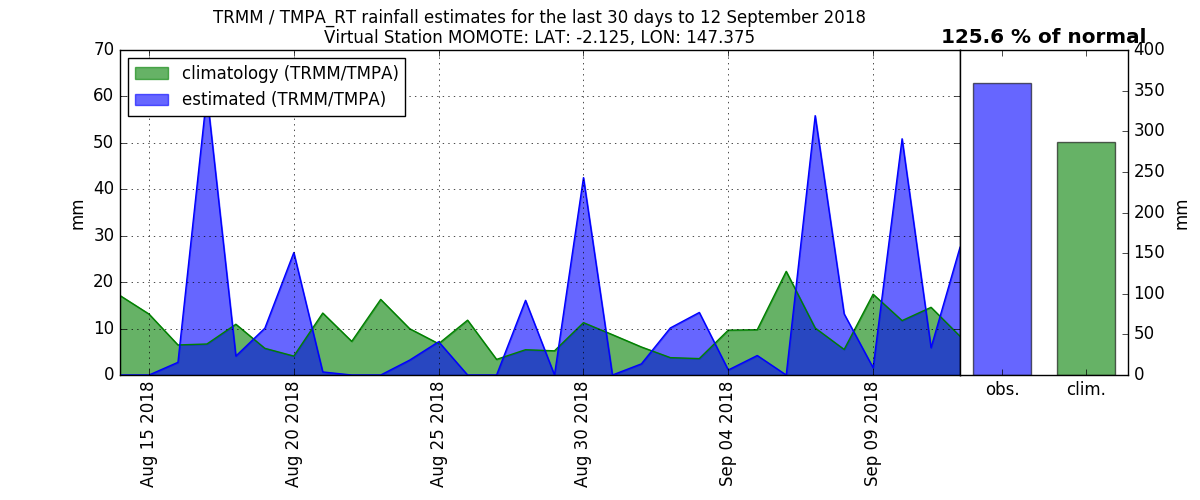 TRMM / TMPA_RT rainfall estimates for the last 30 days to 12 September 2018
Virtual Station MOMOTE: LAT: -2.125, LON: 147.375
125.6 % of normal
climatology (TRMM/TMPA)
estimated (TRMM/TMPA)
70
60
50
40
30
20
10
0
mm
Aug 15 2018
Aug 20 2018
Aug 25 2018
Aug 30 2018
Sep 04 2018
Sep 09 2018
400
350
300
250
200
150
100
50
0
mm
obs.
clim.